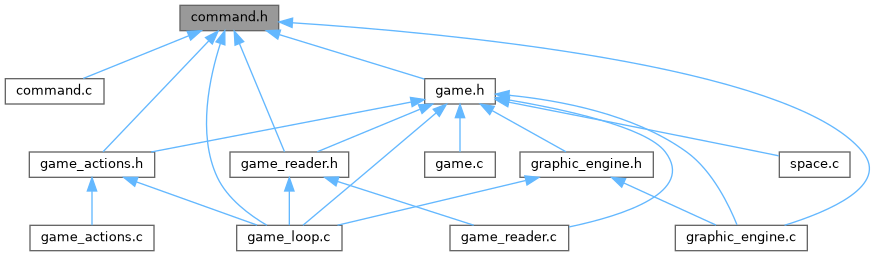 command.h
command.c
game.h
game_actions.h
game_reader.h
game.c
graphic_engine.h
space.c
game_actions.c
game_loop.c
game_reader.c
graphic_engine.c